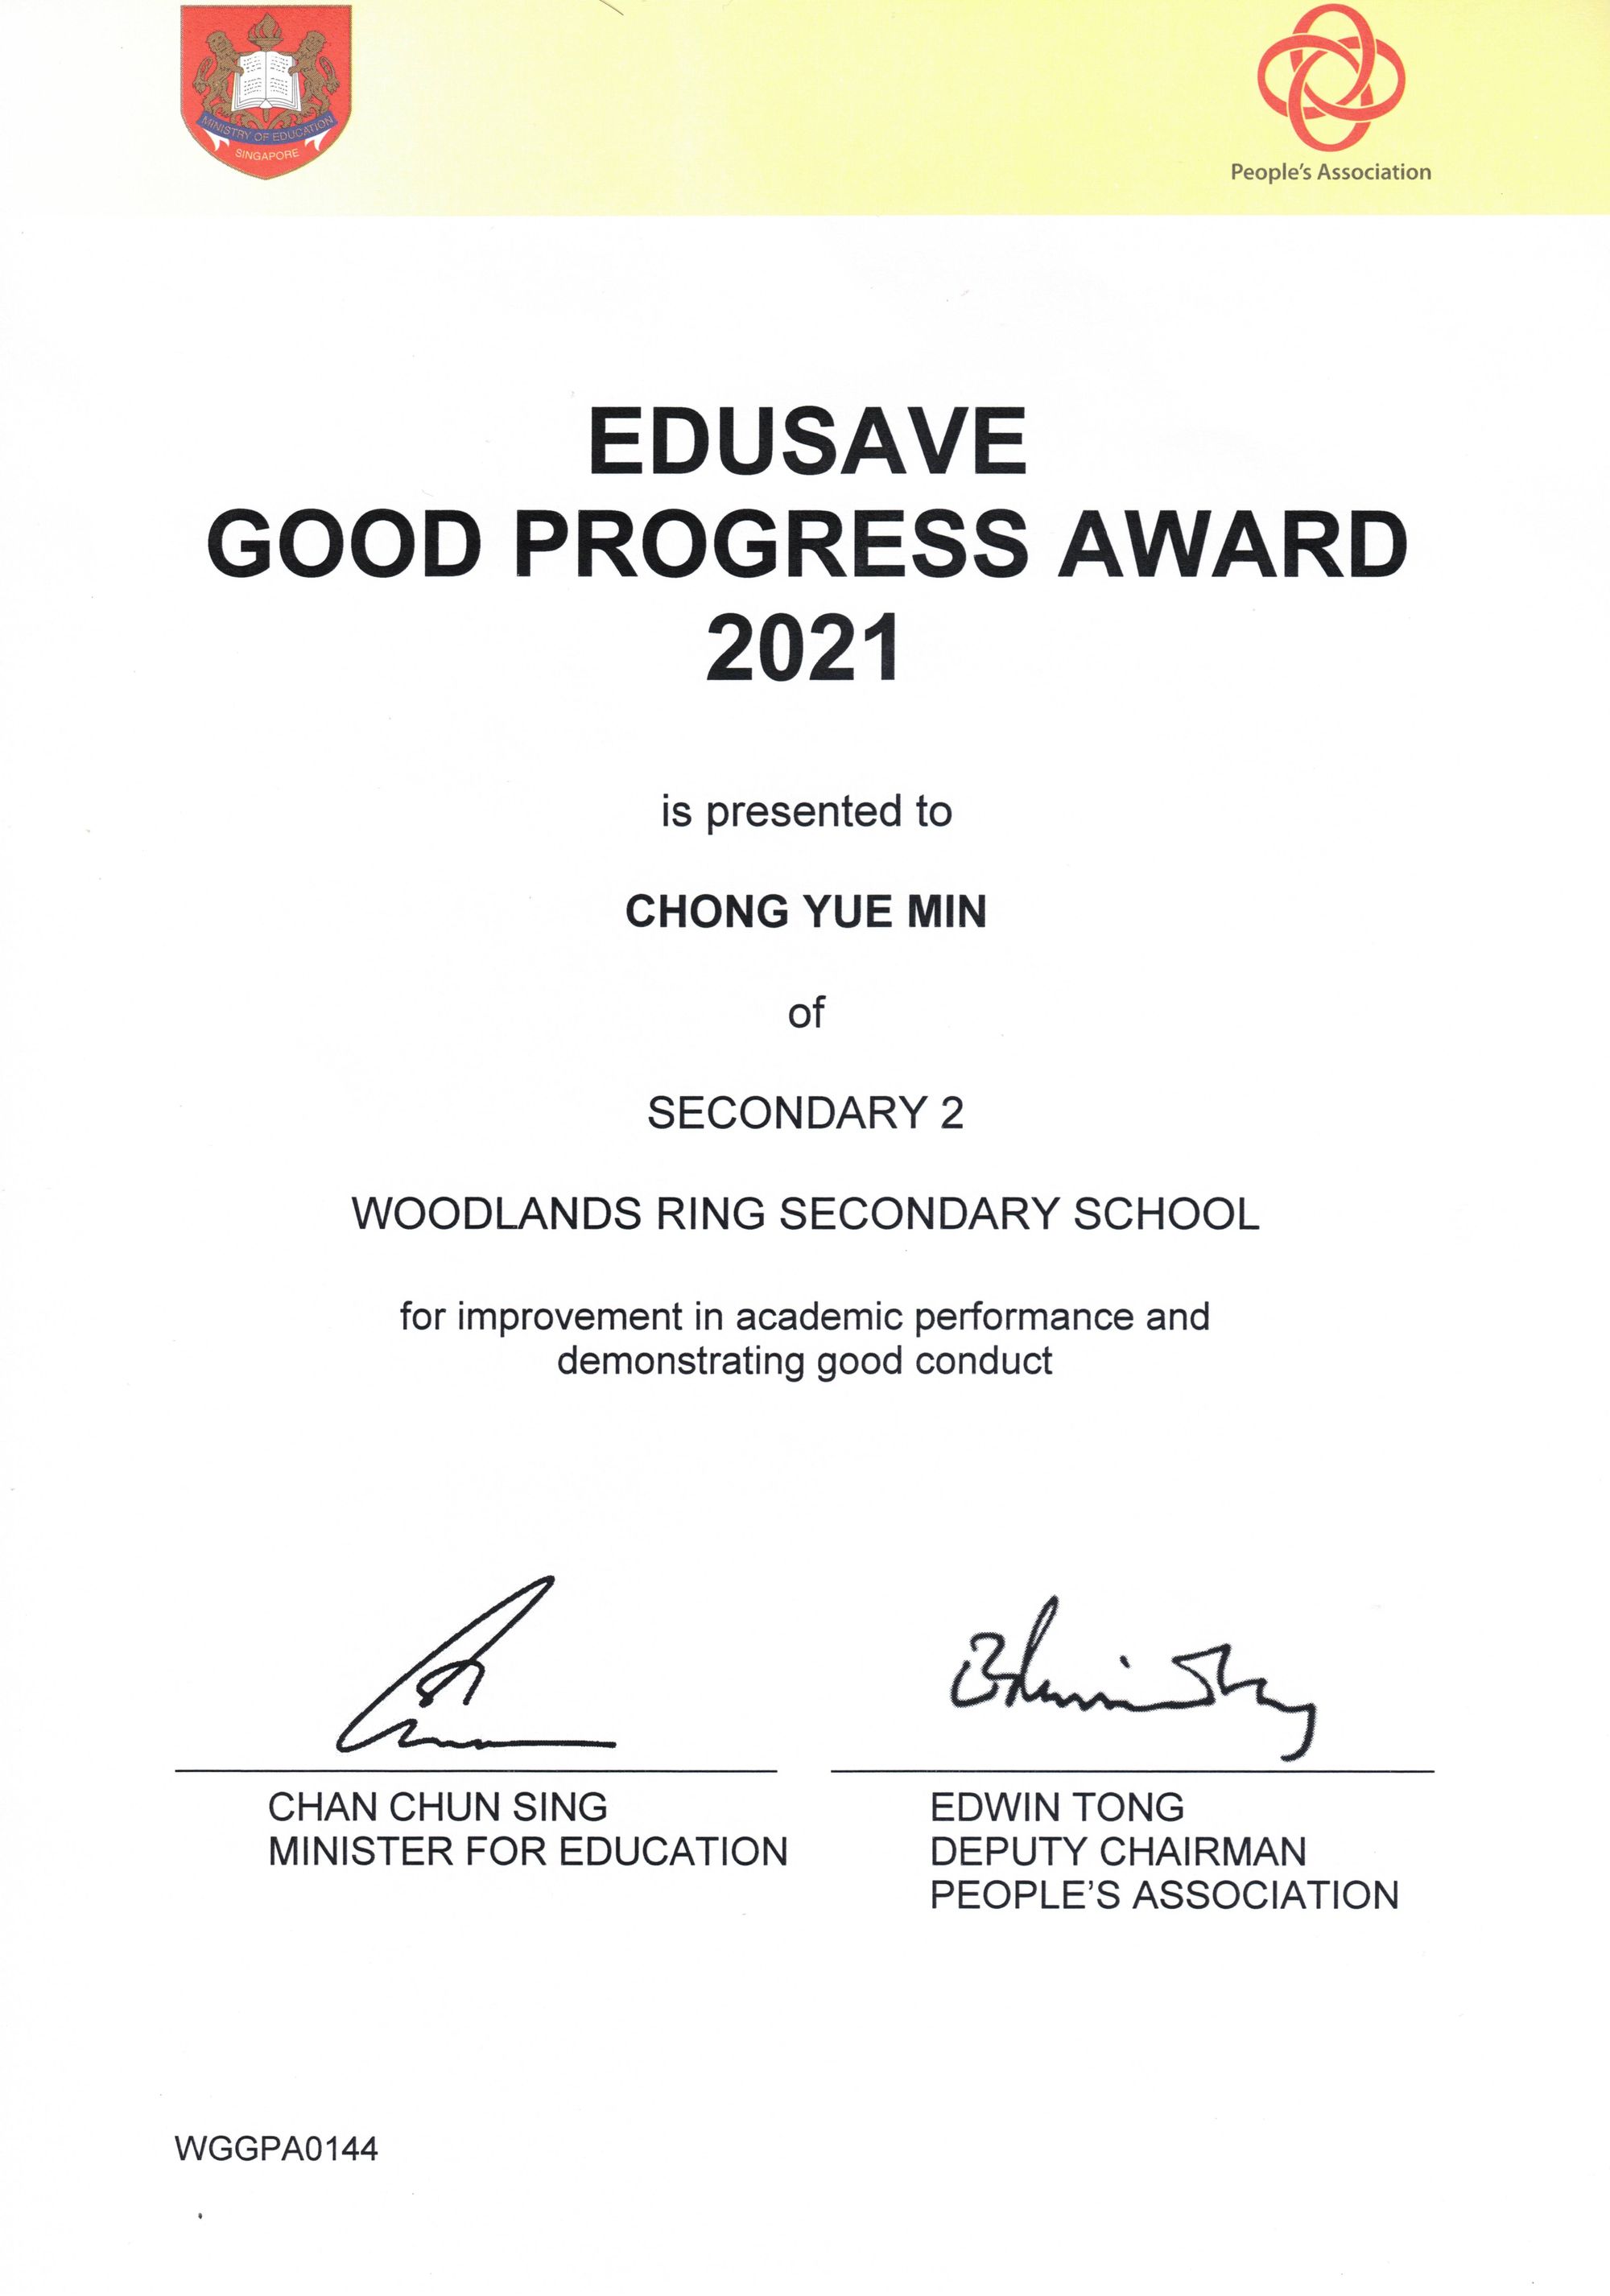 MINISTRY OF EDUCATION
SINGAPORE
People's Association
EDUSAVE
GOOD PROGRESS AWARD
2021
is presented to
CHONG YUE MIN
of
SECONDARY 2
WOODLANDS RING SECONDARY SCHOOL
for improvement in academic performance and
demonstrating good conduct
CHAN CHUN SING
MINISTER FOR EDUCATION
EDWIN TONG
DEPUTY CHAIRMAN
PEOPLE'S ASSOCIATION
WGGPA0144